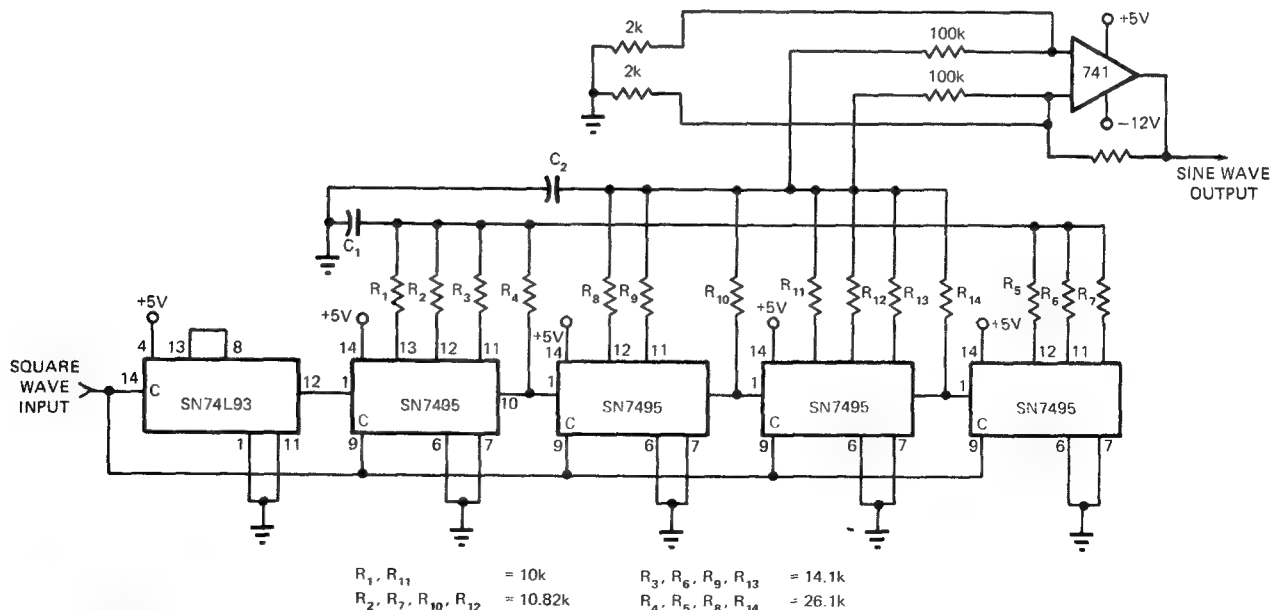 2k
2k
100k
100k
+5V
741
−12V
SINE WAVE
OUTPUT
C2
C1
R1
R2
R3
R4
R8
R9
R10
R11
R12
R13
R14
R5
R6
R7
+5V
+5V
+5V
+5V
+5V
SQUARE
WAVE
INPUT
4
13
8
14
C
SN74L93
12
1
11
14
13
12
11
1
SN7495
10
C
9
6
7
14
12
11
1
SN7495
C
9
6
7
14
1
SN7495
C
9
6
7
14
12
11
1
SN7495
C
9
6
7
R1, R11 = 10k
R2, R7, R10, R12 = 10.82k
R3, R6, R9, R13 = 14.1k
R4, R5, R8, R14 = 26.1k